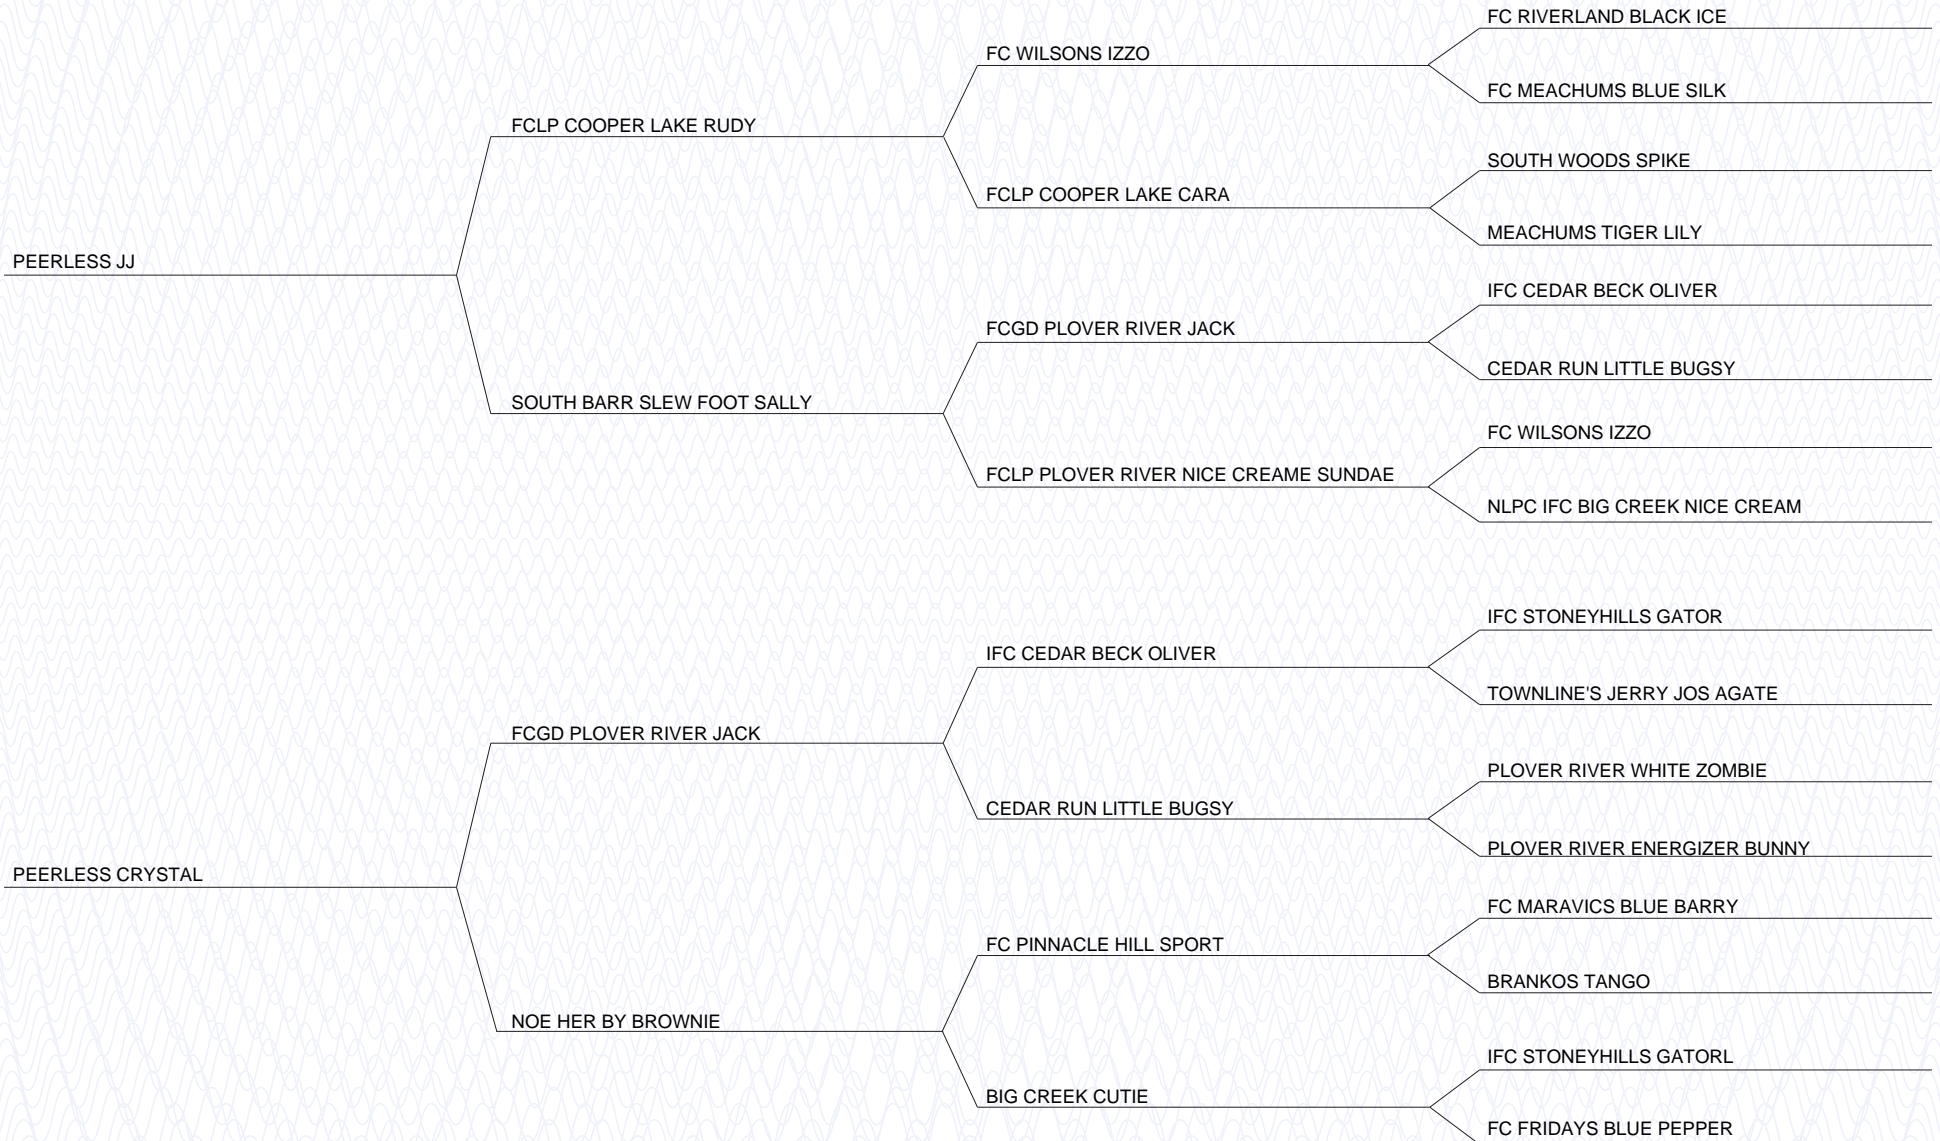 FC RIVERLAND BLACK ICE
FC WILSONS IZZO
FC MEACHUMS BLUE SILK
FCLP COOPER LAKE RUDY
SOUTH WOODS SPIKE
FCLP COOPER LAKE CARA
MEACHUMS TIGER LILY
PEERLESS JJ
IFC CEDAR BECK OLIVER
FCGD PLOVER RIVER JACK
CEDAR RUN LITTLE BUGSY
SOUTH BARR SLEW FOOT SALLY
FC WILSONS IZZO
FCLP PLOVER RIVER NICE CREAME SUNDAE
NLPC IFC BIG CREEK NICE CREAM
IFC STONEYHILLS GATOR
IFC CEDAR BECK OLIVER
TOWNLINE'S JERRY JOS AGATE
FCGD PLOVER RIVER JACK
PLOVER RIVER WHITE ZOMBIE
CEDAR RUN LITTLE BUGSY
PLOVER RIVER ENERGIZER BUNNY
PEERLESS CRYSTAL
FC MARAVICS BLUE BARRY
FC PINNACLE HILL SPORT
BRANKOS TANGO
NOE HER BY BROWNIE
IFC STONEYHILLS GATORL
BIG CREEK CUTIE
FC FRIDAYS BLUE PEPPER